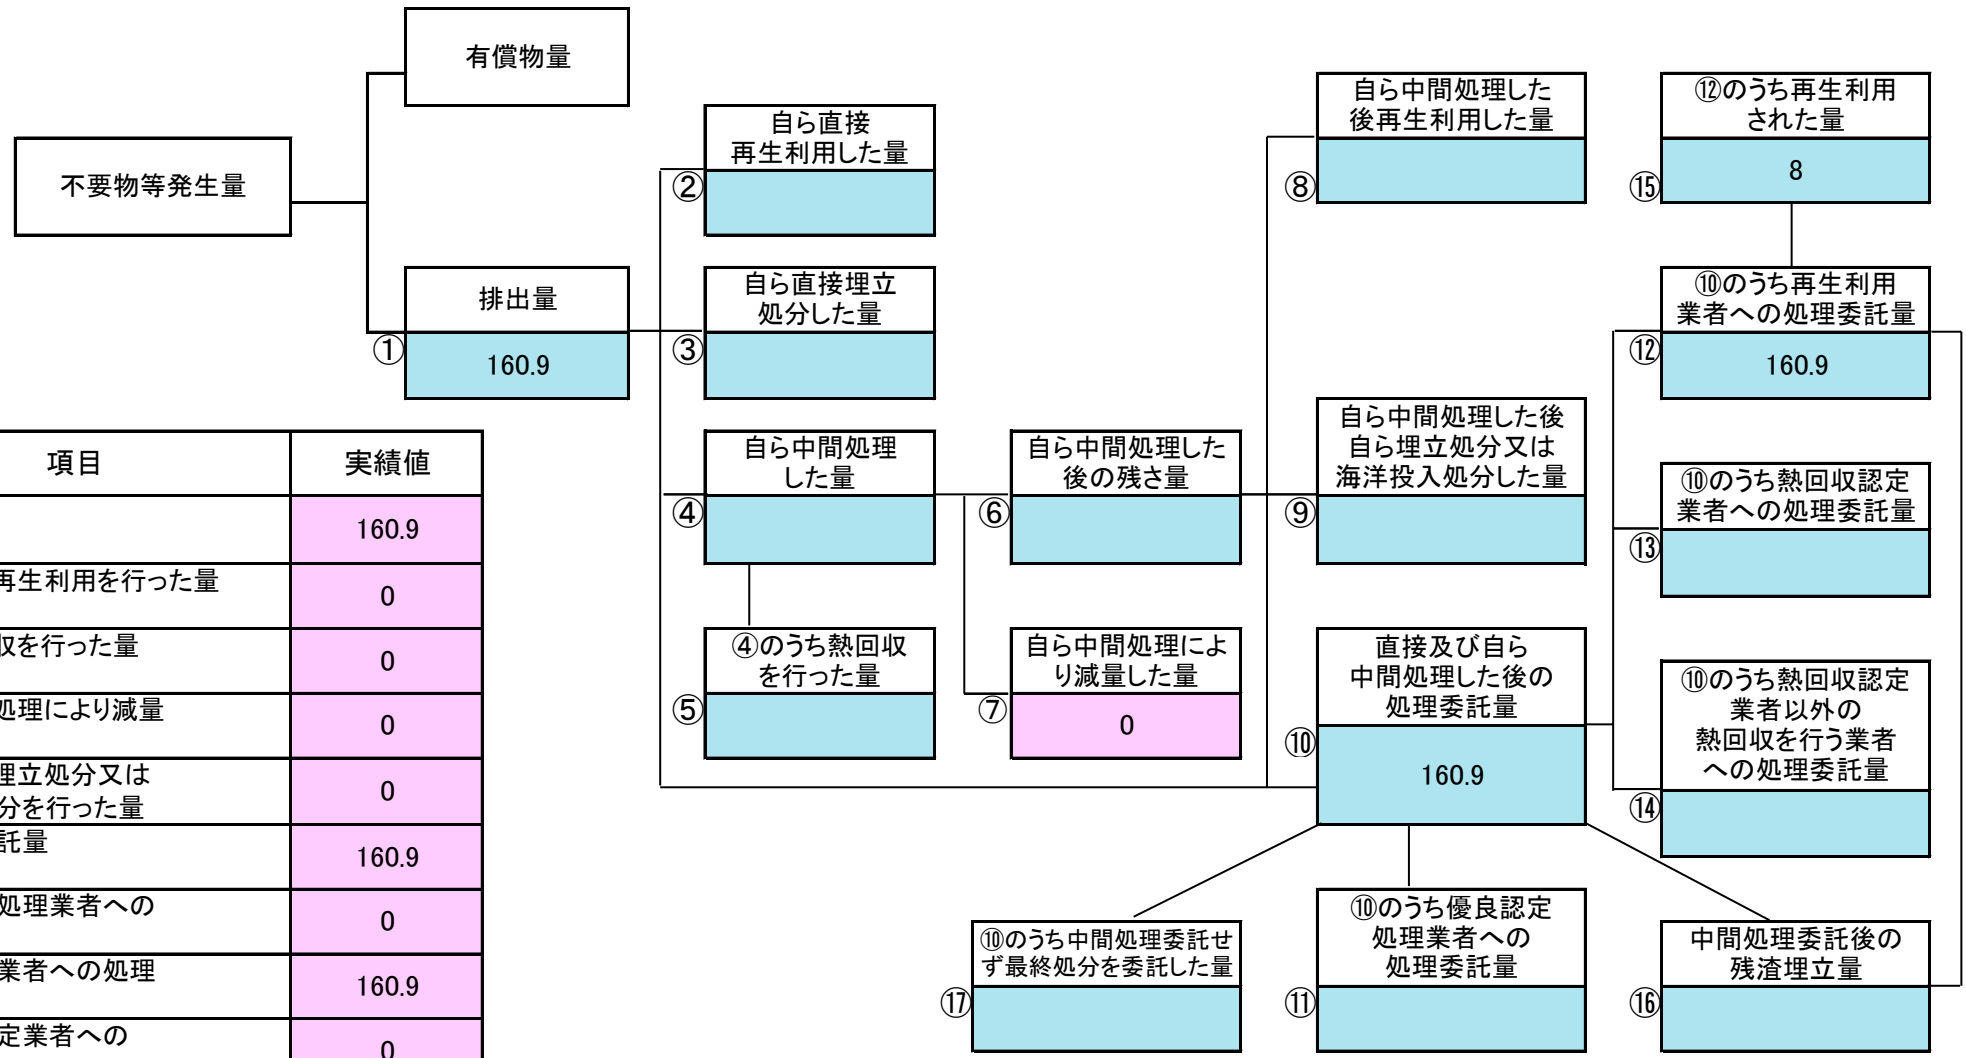 有償物量
不要物等発生量
排出量
①
160.9
自ら直接
再生利用した量
②
自ら直接埋立
処分した量
③
自ら中間処理
した量
④
④のうち熱回収
を行った量
⑤
自ら中間処理した
後の残さ量
⑥
自ら中間処理によ
り減量した量
⑦
0
自ら中間処理した
後再生利用した量
⑧
自ら中間処理した後
自ら埋立処分又は
海洋投入処分した量
⑨
直接及び自ら
中間処理した後の
処理委託量
⑩
160.9
⑩のうち優良認定
処理業者への
処理委託量
⑪
⑫のうち再生利用
された量
⑮
8
⑩のうち再生利用
業者への処理委託量
⑫
160.9
⑩のうち熱回収認定
業者への処理委託量
⑬
⑩のうち熱回収認定
業者以外の
熱回収を行う業者
への処理委託量
⑭
中間処理委託後の
残渣埋立量
⑯
⑩のうち中間処理委託せ
ず最終処分を委託した量
⑰
項目 実績値
160.9
再生利用を行った量 0
収を行った量 0
処理により減量 0
埋立処分又は
分を行った量 0
託量 160.9
処理業者への 0
業者への処理 160.9
定業者への 0